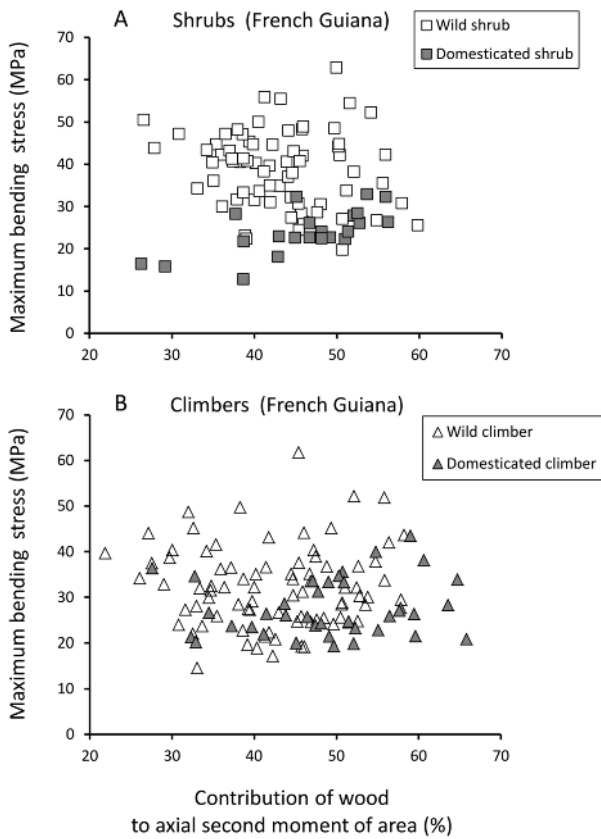 A Shrubs (French Guiana)
Wild shrub
Domesticated shrub
Maximum bending stress (MPa)
70
60
50
40
30
20
10
0
20 30 40 50 60 70
B Climbers (French Guiana)
Wild climber
Domesticated climber
Maximum bending stress (MPa)
70
60
50
40
30
20
10
0
20 30 40 50 60 70
Contribution of wood
to axial second moment of area (%)